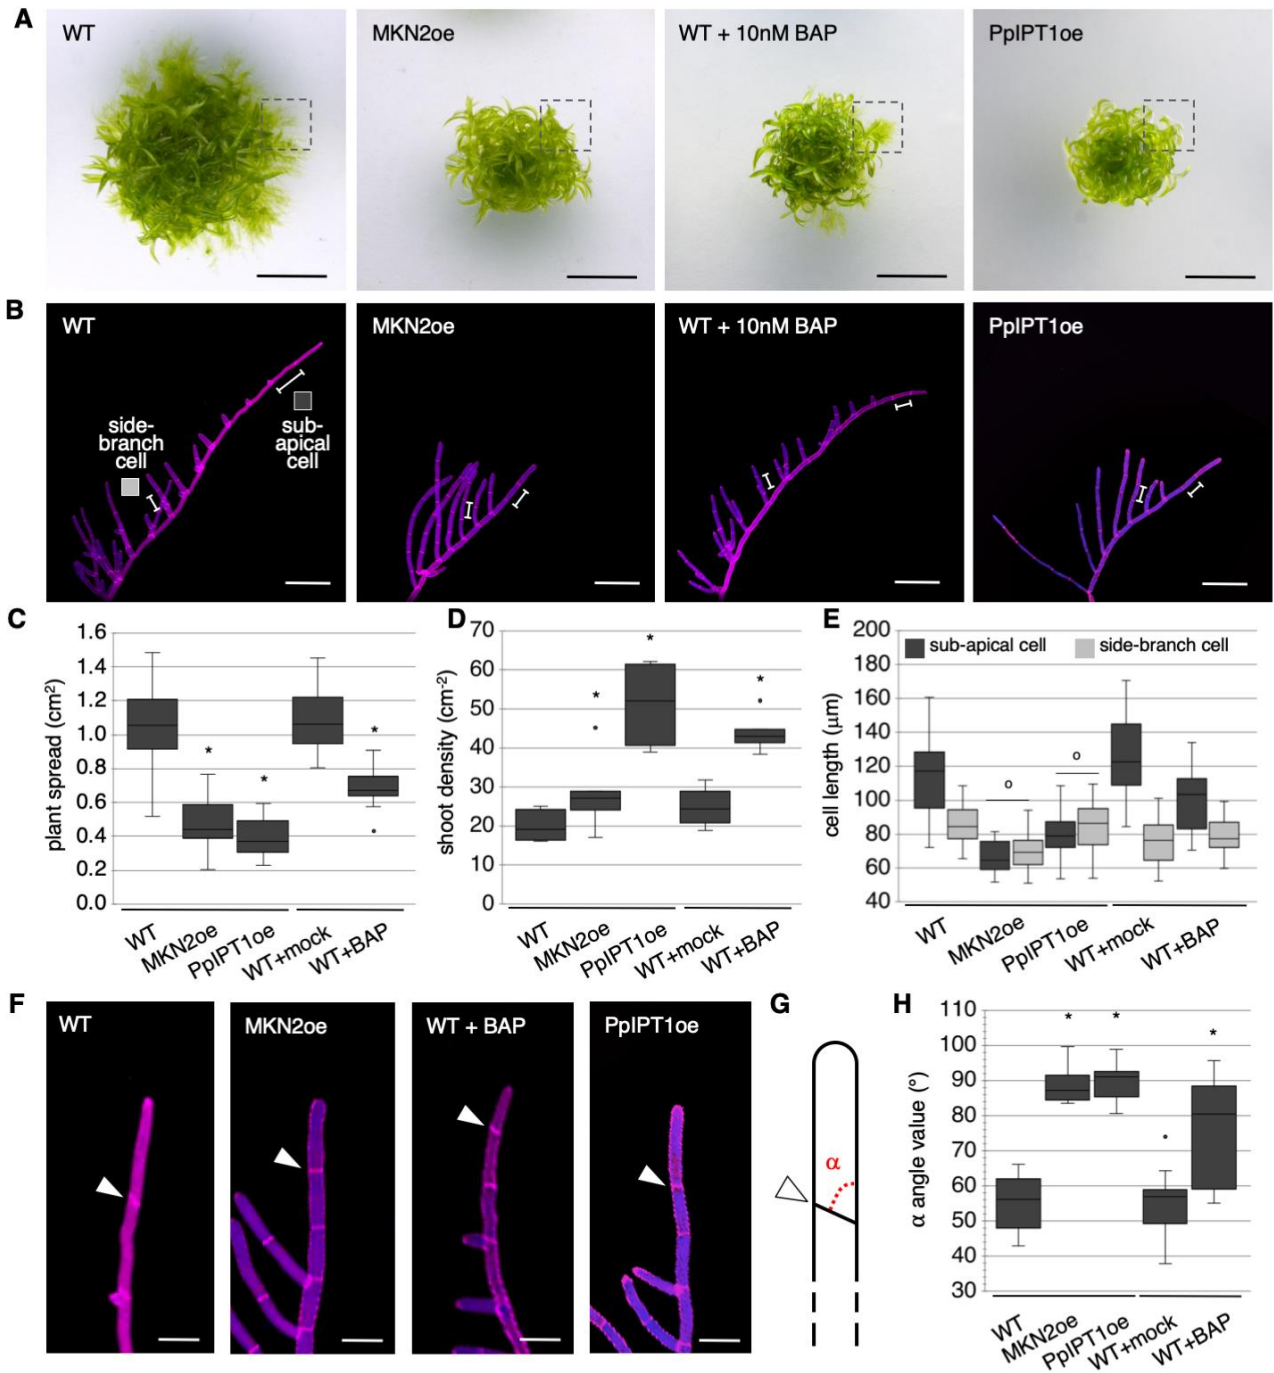 A
WT
MKN2oe
WT + 10nM BAP
PpIPT1oe
B
WT
MKN2oe
WT + 10nM BAP
PpIPT1oe
side-
branch
cell
sub-
apical
cell
C
plant spread (cm²)
1.6
1.4
1.2
1.0
0.8
0.6
0.4
0.2
0.0
*
*
*
WT
MKN2oe
PpIPT1oe
WT+mock
WT+BAP
D
shoot density (cm⁻²)
70
60
50
40
30
20
10
0
*
*
*
WT
MKN2oe
PpIPT1oe
WT+mock
WT+BAP
E
cell length (μm)
200
180
160
140
120
100
80
60
40
sub-apical cell
side-branch cell
o
o
WT
MKN2oe
PpIPT1oe
WT+mock
WT+BAP
F
WT
MKN2oe
WT + BAP
PpIPT1oe
G
α
H
α angle value (°)
110
100
90
80
70
60
50
40
30
*
*
*
WT
MKN2oe
PpIPT1oe
WT+mock
WT+BAP